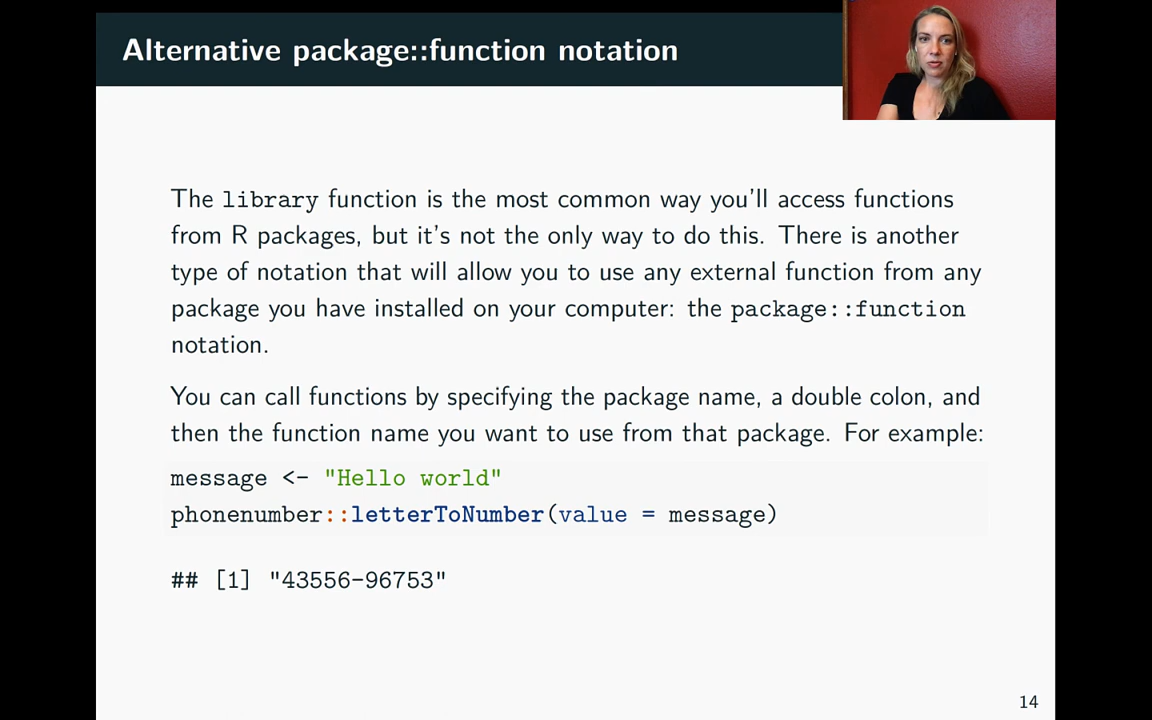 Alternative package::function notation
The library function is the most common way you'll access functions
from R packages, but it's not the only way to do this. There is another
type of notation that will allow you to use any external function from any
package you have installed on your computer: the package::function
notation.
You can call functions by specifying the package name, a double colon, and
then the function name you want to use from that package. For example:
message <- "Hello world"
phonenumber::letterToNumber(value = message)
## [1] "43556-96753"
14